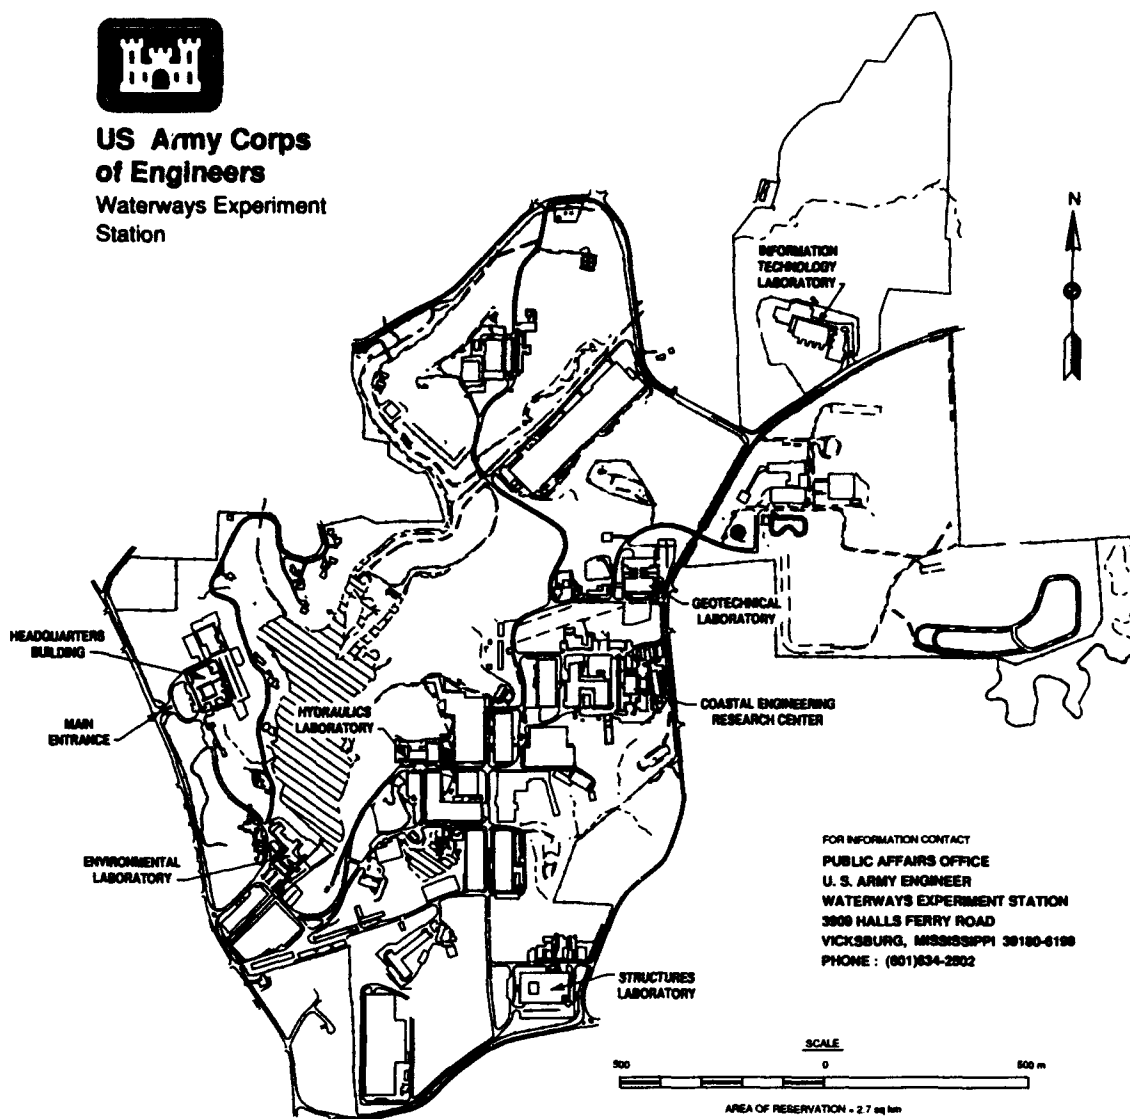 US Army Corps
of Engineers
Waterways Experiment
Station
N
INFORMATION
TECHNOLOGY
LABORATORY
GEOTECHNICAL
LABORATORY
HEADQUARTERS
BUILDING
MAIN
ENTRANCE
HYDRAULICS
LABORATORY
COASTAL ENGINEERING
RESEARCH CENTER
ENVIRONMENTAL
LABORATORY
STRUCTURES
LABORATORY
FOR INFORMATION CONTACT
PUBLIC AFFAIRS OFFICE
U. S. ARMY ENGINEER
WATERWAYS EXPERIMENT STATION
3909 HALLS FERRY ROAD
VICKSBURG, MISSISSIPPI 39180-6199
PHONE : (601)634-2502
SCALE
500 0 500 m
AREA OF RESERVATION = 2.7 sq km